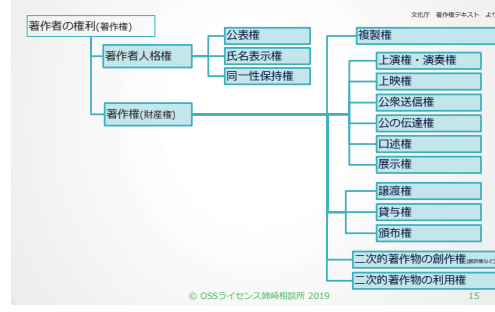 文化庁 著作権テキスト より
著作者の権利(著作権)
著作者人格権
公表権
氏名表示権
同一性保持権
著作権(財産権)
複製権
上演権・演奏権
上映権
公衆送信権
公の伝達権
口述権
展示権
譲渡権
貸与権
頒布権
二次的著作物の創作権(翻訳権など)
二次的著作物の利用権
© OSSライセンス姉崎相談所 2019
15